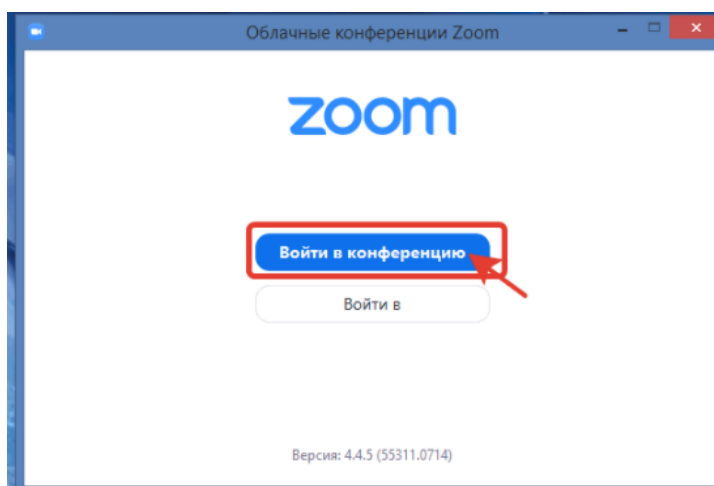 Облачные конференции Zoom
zoom
Войти в конференцию
Войти в
Версия: 4.4.5 (55311.0714)